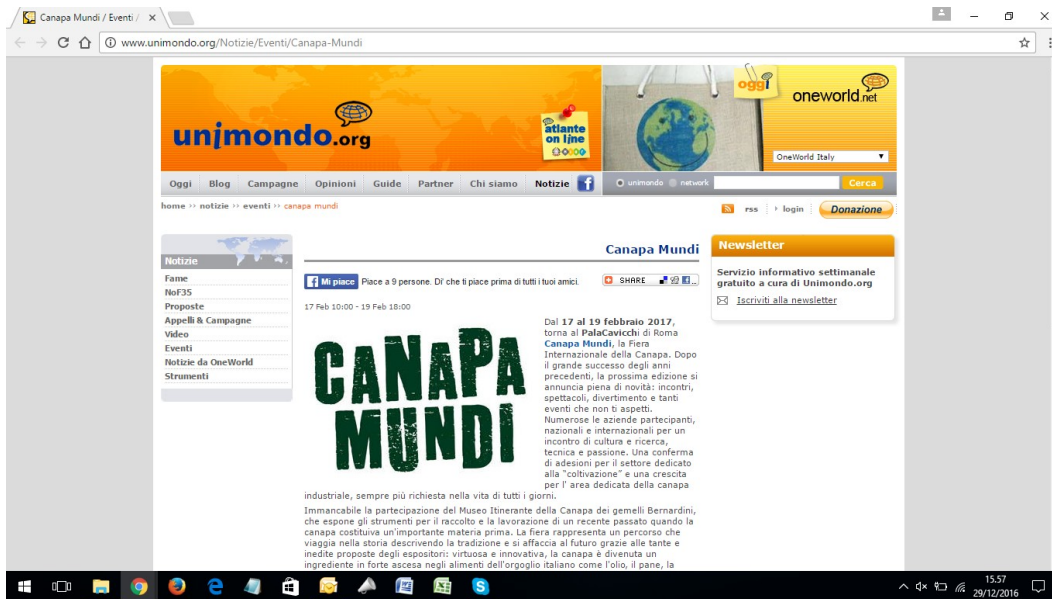 Canapa Mundi / Eventi /
www.unimondo.org/Notizie/Eventi/Canapa-Mundi
unimondo.org
atlante
on line
oggi
oneworld.net
OneWorld Italy
Oggi Blog Campagne Opinioni Guide Partner Chi siamo Notizie f
unimondo network
Cerca
home >> notizie >> eventi >> canapa mundi
rss login Donazione
Notizie
Fame
NoF35
Proposte
Appelli & Campagne
Video
Eventi
Notizie da OneWorld
Strumenti
Canapa Mundi
Mi piace Piace a 9 persone. Di' che ti piace prima di tutti i tuoi amici.
SHARE
17 Feb 10:00 - 19 Feb 18:00
CANAPA
MUNDI
Dal 17 al 19 febbraio 2017,
torna al PalaCavicchi di Roma
Canapa Mundi, la Fiera
Internazionale della Canapa. Dopo
il grande successo degli anni
precedenti, la prossima edizione si
annuncia piena di novità: incontri,
spettacoli, divertimento e tanti
eventi che non ti aspetti.
Numerose le aziende partecipanti,
nazionali e internazionali per un
incontro di cultura e ricerca,
tecnica e passione. Una conferma
di adesioni per il settore dedicato
alla "coltivazione" e una crescita
per l' area dedicata della canapa
industriale, sempre più richiesta nella vita di tutti i giorni.
Immancabile la partecipazione del Museo Itinerante della Canapa dei gemelli Bernardini,
che espone gli strumenti per il raccolto e la lavorazione di un recente passato quando la
canapa costituiva un'importante materia prima. La fiera rappresenta un percorso che
viaggia nella storia descrivendo la tradizione e si affaccia al futuro grazie alle tante e
inedite proposte degli espositori: virtuosa e innovativa, la canapa è divenuta un
ingrediente in forte ascesa negli alimenti dell'orgoglio italiano come l'olio, il pane, la
Newsletter
Servizio informativo settimanale
gratuito a cura di Unimondo.org
Iscriviti alla newsletter
15.57
29/12/2016